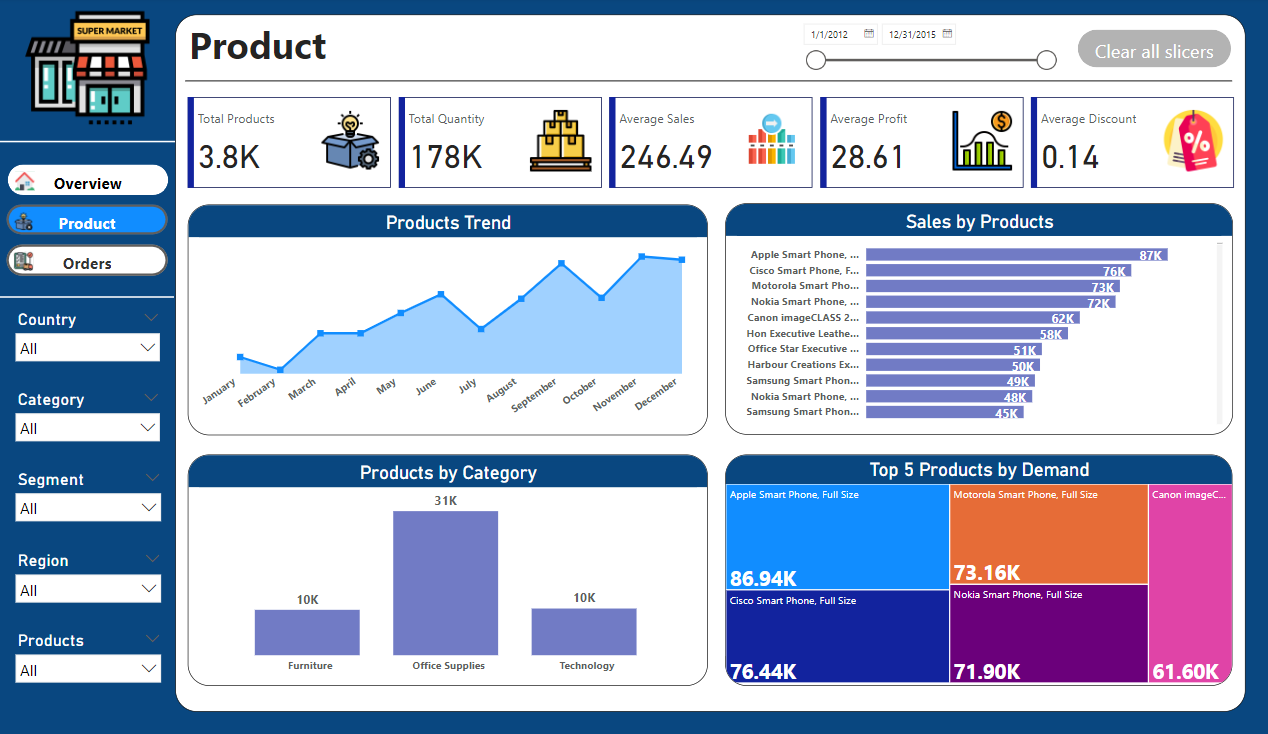 SUPER MARKET
Product
1/1/2012
12/31/2015
Clear all slicers
Total Products
3.8K
Total Quantity
178K
Average Sales
246.49
Average Profit
28.61
Average Discount
0.14
Overview
Product
Orders
Country
All
Category
All
Segment
All
Region
All
Products
All
Products Trend
January
February
March
April
May
June
July
August
September
October
November
December
Sales by Products
Apple Smart Phone, ... 87K
Cisco Smart Phone, F... 76K
Motorola Smart Pho... 73K
Nokia Smart Phone, ... 72K
Canon imageCLASS 2... 62K
Hon Executive Leathe... 58K
Office Star Executive ... 51K
Harbour Creations Ex... 50K
Samsung Smart Phon... 49K
Nokia Smart Phone, ... 48K
Samsung Smart Phon... 45K
Products by Category
10K
31K
10K
Furniture
Office Supplies
Technology
Top 5 Products by Demand
Apple Smart Phone, Full Size
86.94K
Cisco Smart Phone, Full Size
76.44K
Motorola Smart Phone, Full Size
73.16K
Nokia Smart Phone, Full Size
71.90K
Canon imageC...
61.60K